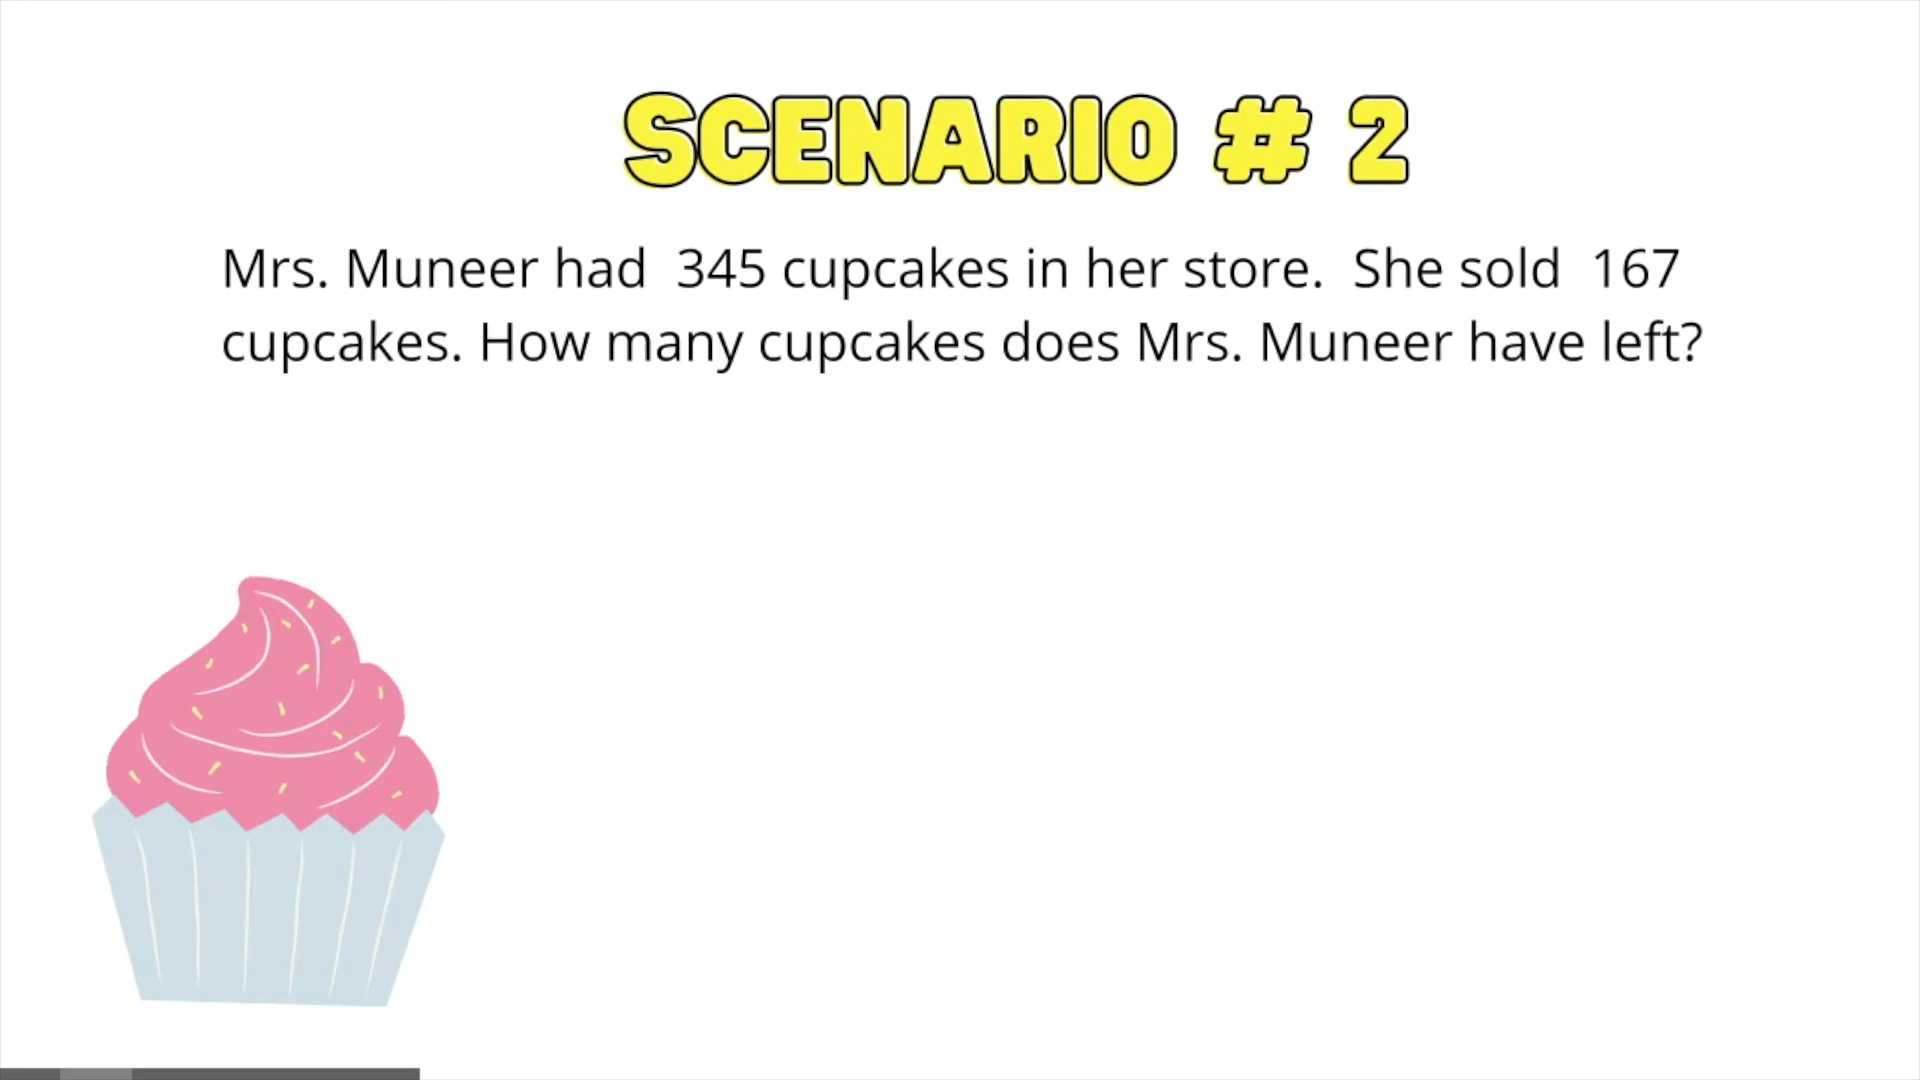 SCENARIO # 2
Mrs. Muneer had 345 cupcakes in her store. She sold 167
cupcakes. How many cupcakes does Mrs. Muneer have left?